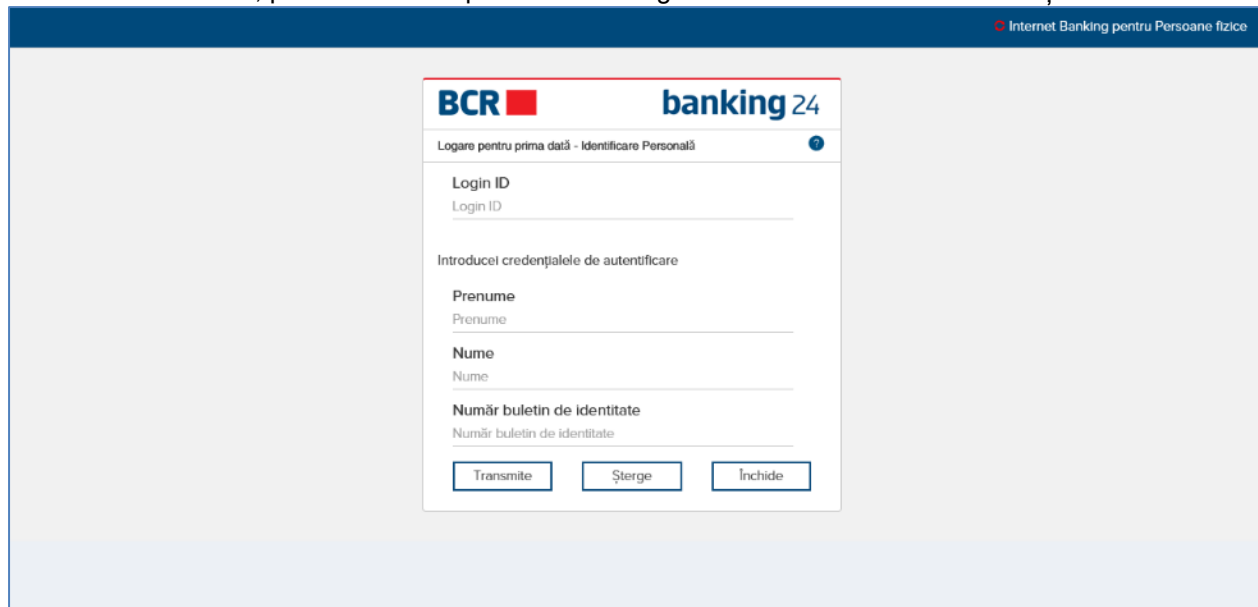 Internet Banking pentru Persoane fizice
BCR banking 24
Logare pentru prima dată - Identificare Personală ?
Login ID
Login ID
Introducei credențialele de autentificare
Prenume
Prenume
Nume
Nume
Număr buletin de identitate
Număr buletin de identitate
Transmite Șterge Închide